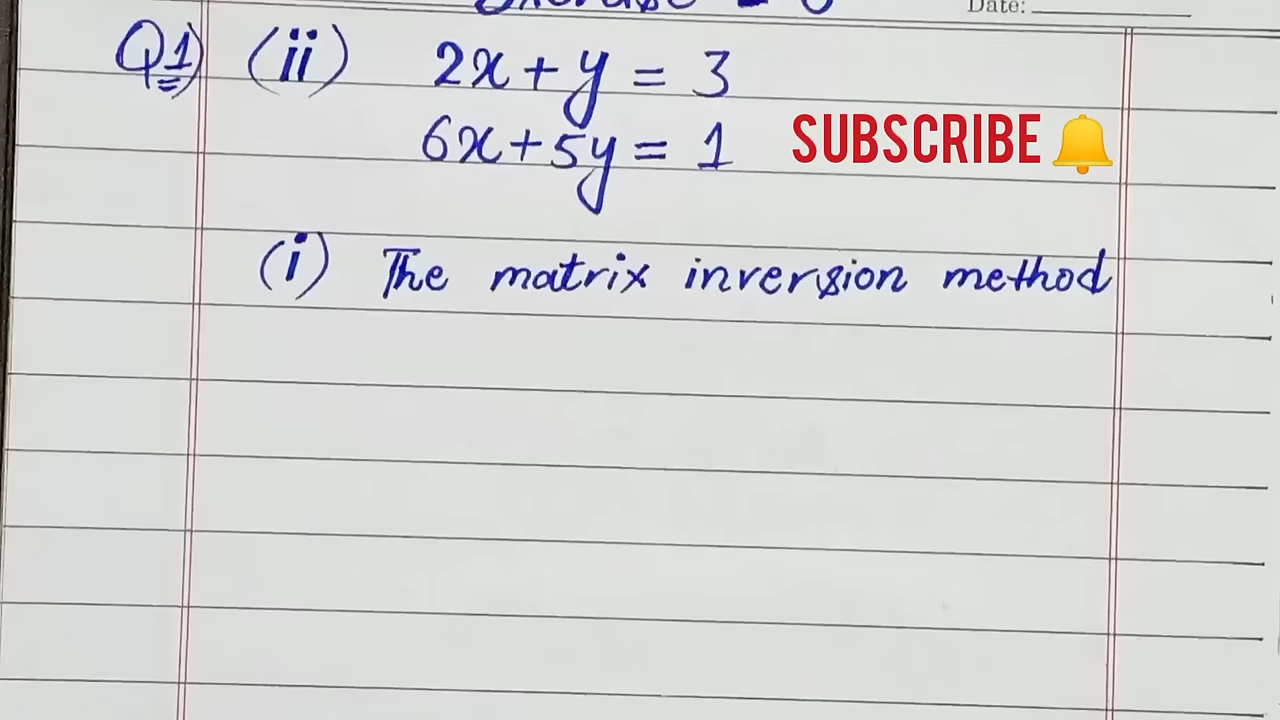 Date:
Q1) (ii) 2x + y = 3
6x + 5y = 1 SUBSCRIBE
(i) The matrix inversion method